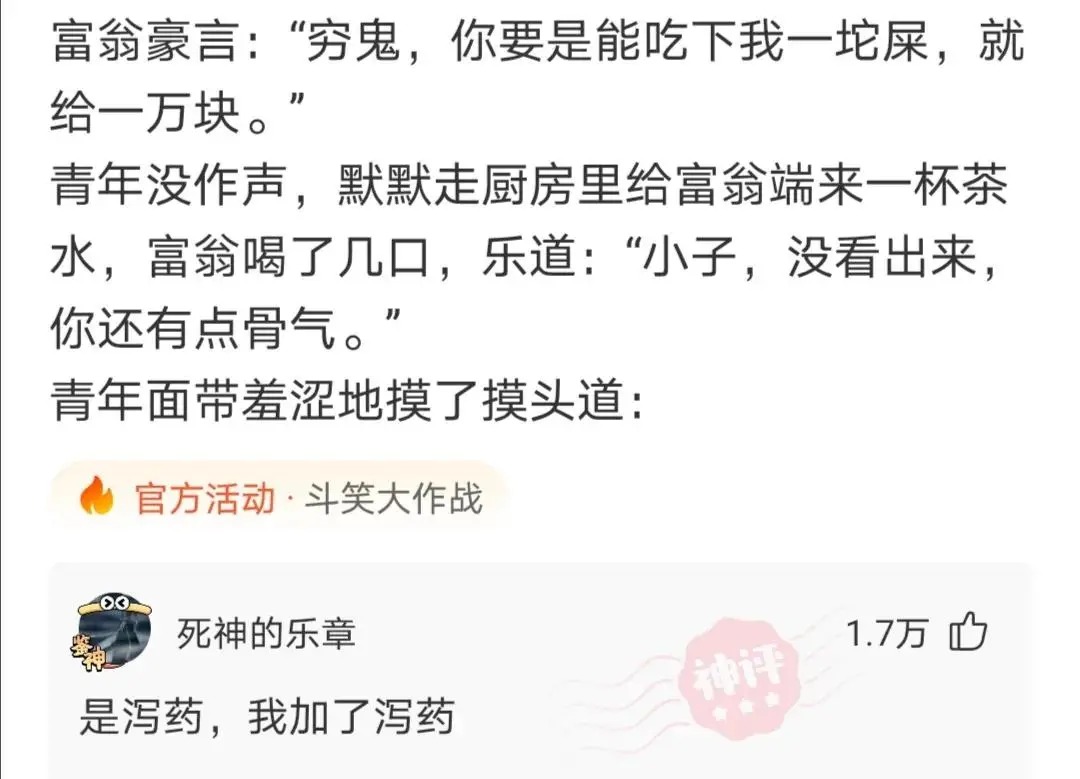 富翁豪言：“穷鬼，你要是能吃下我一坨屎，就
给一万块。”
青年没作声，默默走厨房里给富翁端来一杯茶
水，富翁喝了几口，乐道：“小子，没看出来，
你还有点骨气。”
青年面带羞涩地摸了摸头道：
官方活动 · 斗笑大作战
鉴神
死神的乐章
1.7万
神评
是泻药，我加了泻药